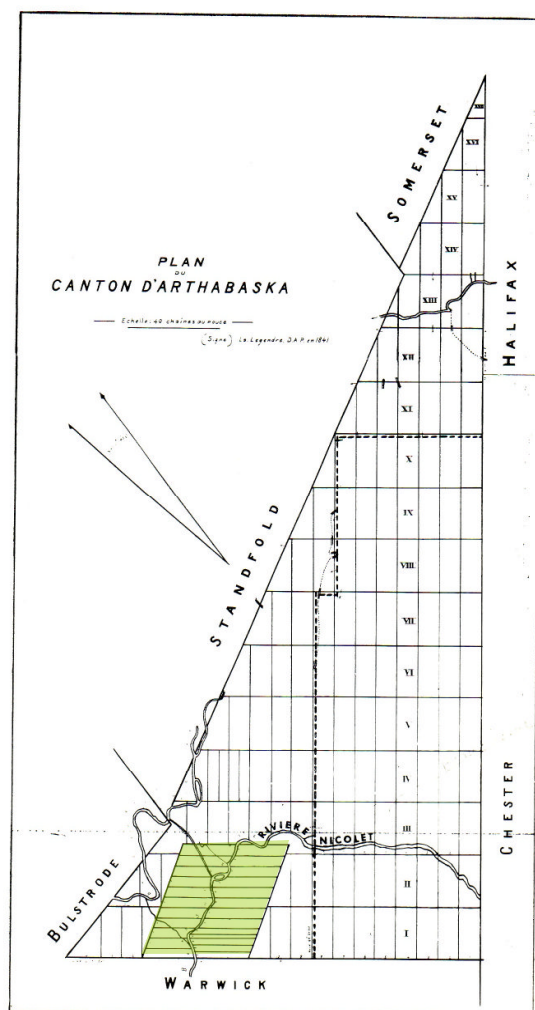 PLAN
DU
CANTON D'ARTHABASKA
Echelle: 40 chaînes au pouce
(Signé) Ls. Legendre, D.A.P. en 1841
SOMERSET
HALIFAX
STANDFOLD
CHESTER
BULSTRODE
WARWICK
RIVIÈRE NICOLET
XVI
XV
XIV
XIII
XII
XI
X
IX
VIII
VII
VI
V
IV
III
II
I